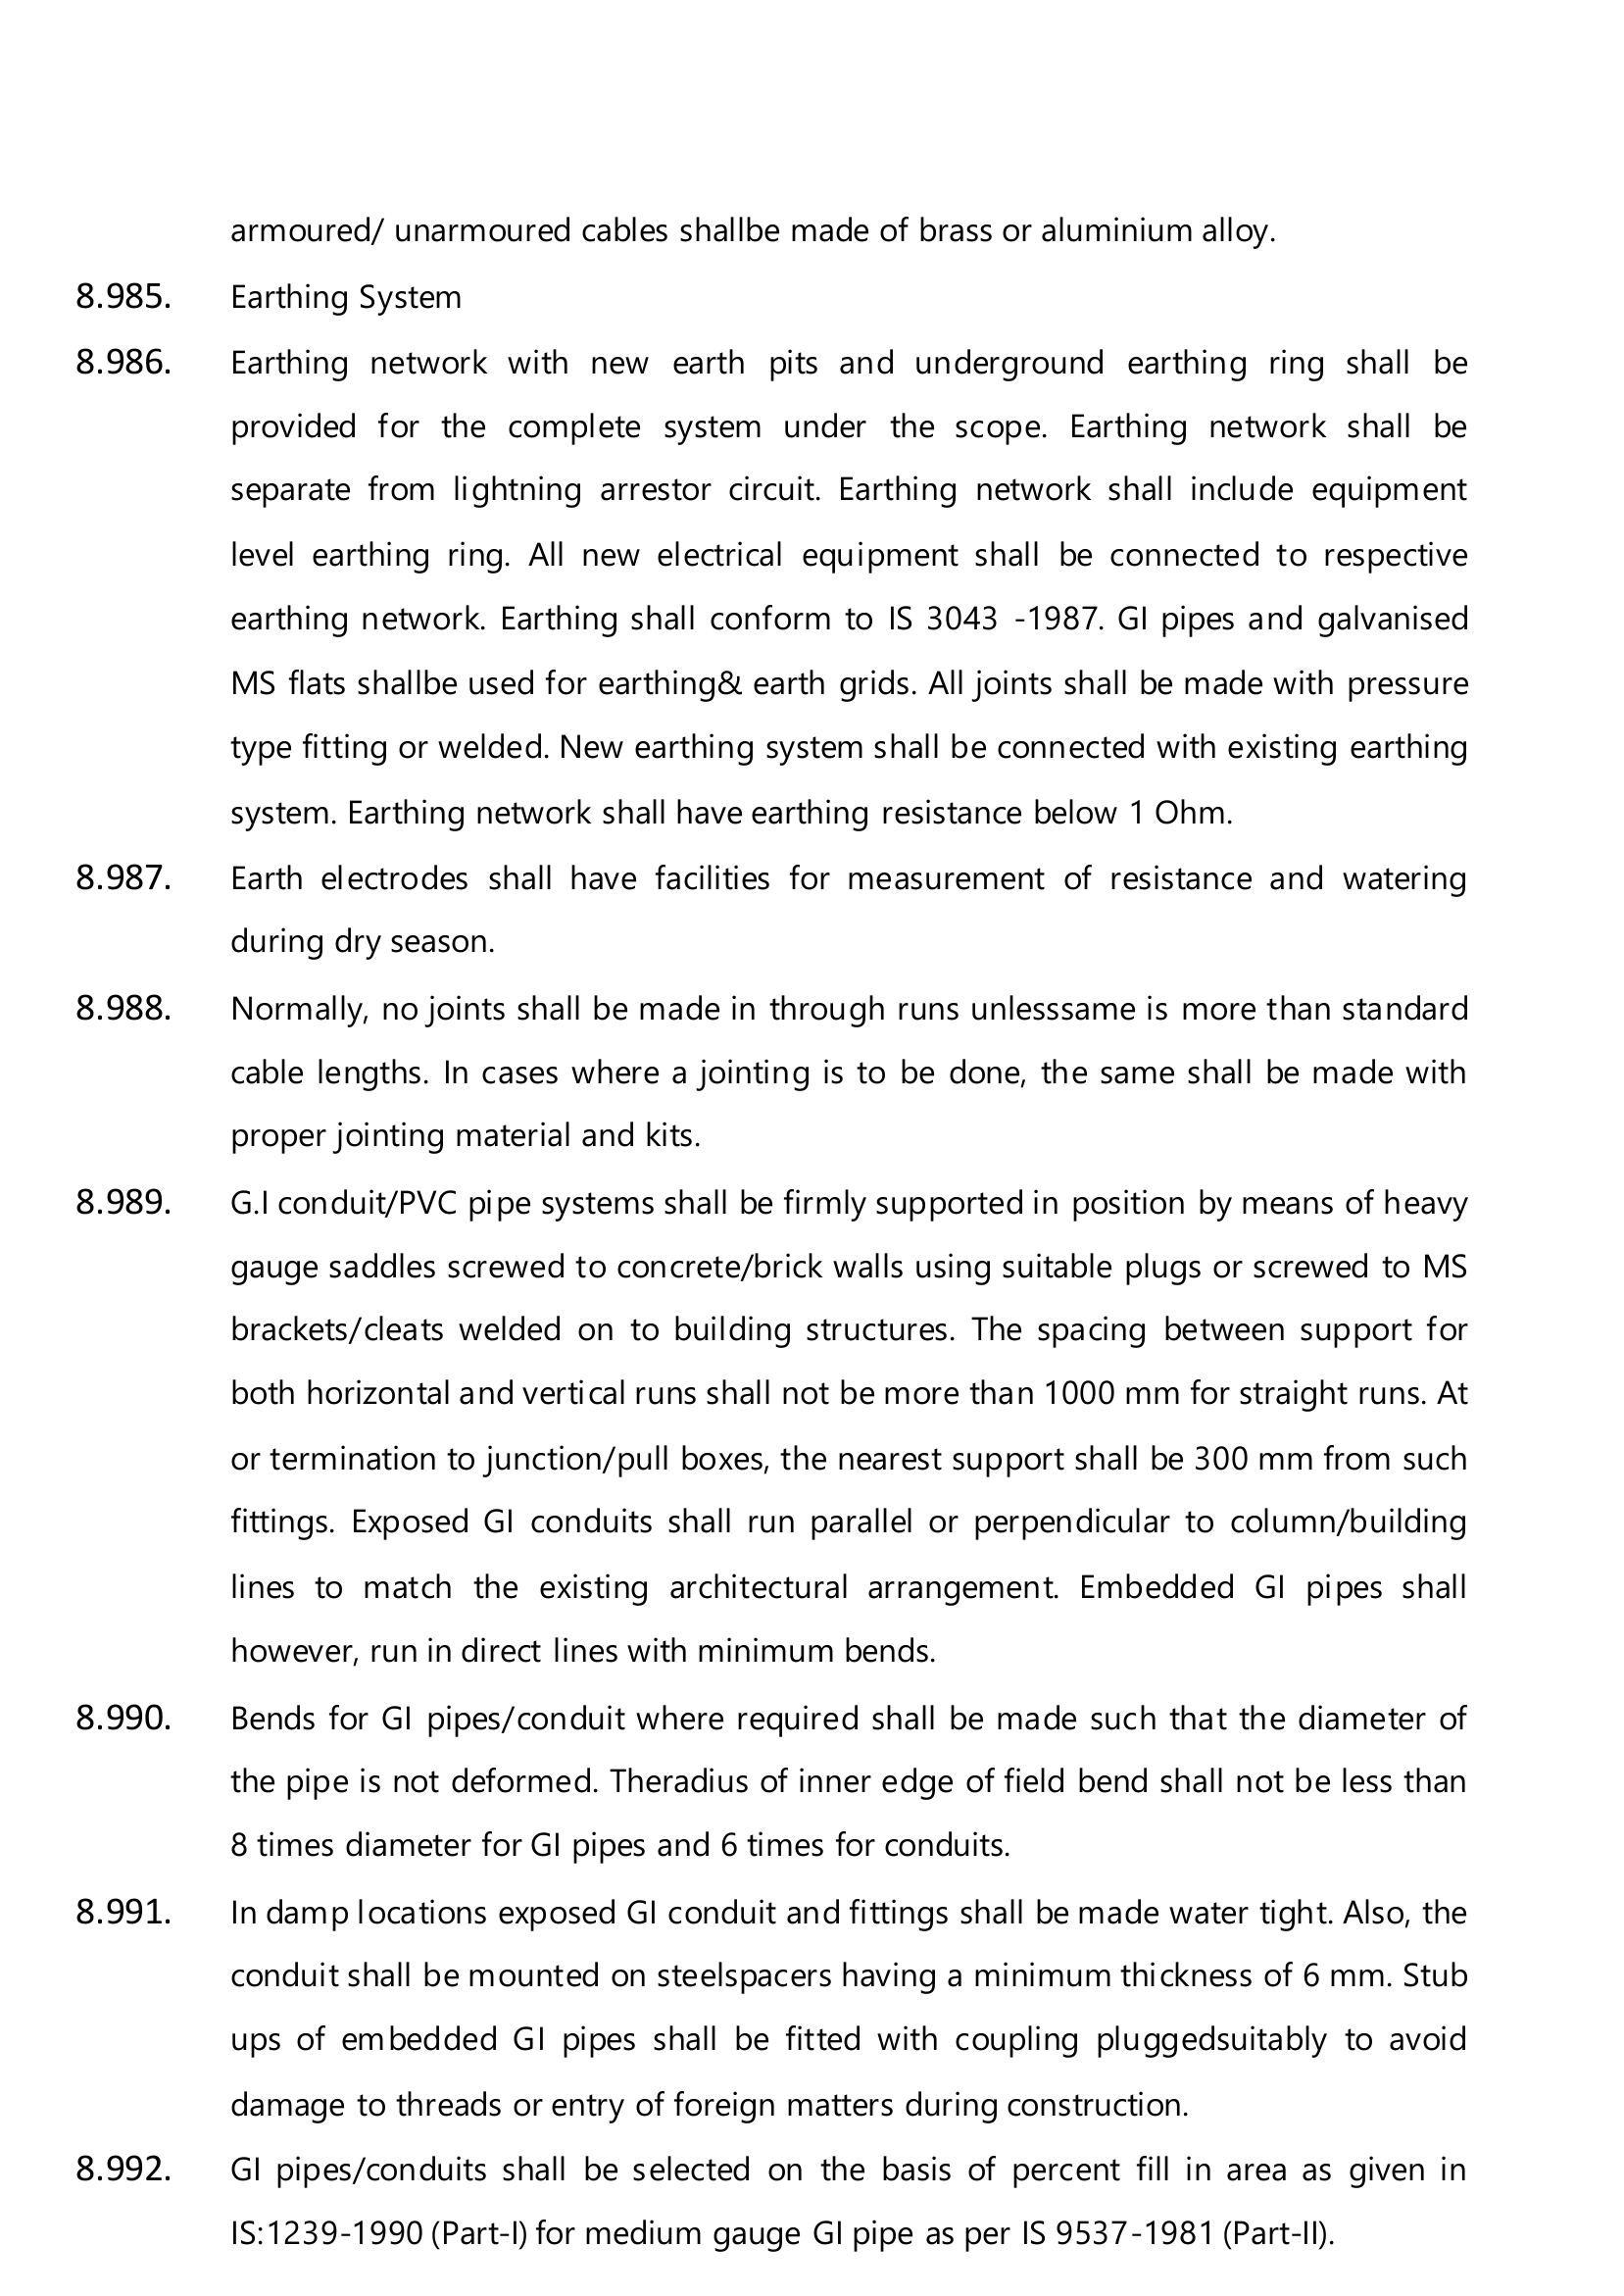 armoured/ unarmoured cables shallbe made of brass or aluminium alloy.
8.985. Earthing System
8.986. Earthing network with new earth pits and underground earthing ring shall be
provided for the complete system under the scope. Earthing network shall be
separate from lightning arrestor circuit. Earthing network shall include equipment
level earthing ring. All new electrical equipment shall be connected to respective
earthing network. Earthing shall conform to IS 3043 -1987. GI pipes and galvanised
MS flats shallbe used for earthing& earth grids. All joints shall be made with pressure
type fitting or welded. New earthing system shall be connected with existing earthing
system. Earthing network shall have earthing resistance below 1 Ohm.
8.987. Earth electrodes shall have facilities for measurement of resistance and watering
during dry season.
8.988. Normally, no joints shall be made in through runs unlesssame is more than standard
cable lengths. In cases where a jointing is to be done, the same shall be made with
proper jointing material and kits.
8.989. G.I conduit/PVC pipe systems shall be firmly supported in position by means of heavy
gauge saddles screwed to concrete/brick walls using suitable plugs or screwed to MS
brackets/cleats welded on to building structures. The spacing between support for
both horizontal and vertical runs shall not be more than 1000 mm for straight runs. At
or termination to junction/pull boxes, the nearest support shall be 300 mm from such
fittings. Exposed GI conduits shall run parallel or perpendicular to column/building
lines to match the existing architectural arrangement. Embedded GI pipes shall
however, run in direct lines with minimum bends.
8.990. Bends for GI pipes/conduit where required shall be made such that the diameter of
the pipe is not deformed. Theradius of inner edge of field bend shall not be less than
8 times diameter for GI pipes and 6 times for conduits.
8.991. In damp locations exposed GI conduit and fittings shall be made water tight. Also, the
conduit shall be mounted on steelspacers having a minimum thickness of 6 mm. Stub
ups of embedded GI pipes shall be fitted with coupling pluggedsuitably to avoid
damage to threads or entry of foreign matters during construction.
8.992. GI pipes/conduits shall be selected on the basis of percent fill in area as given in
IS:1239-1990 (Part-I) for medium gauge GI pipe as per IS 9537-1981 (Part-II).